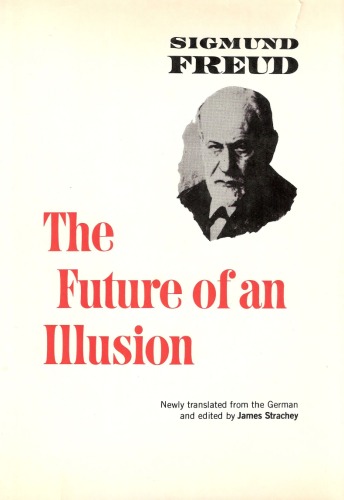 SIGMUND
FREUD
The
Future of an
Illusion
Newly translated from the German
and edited by James Strachey